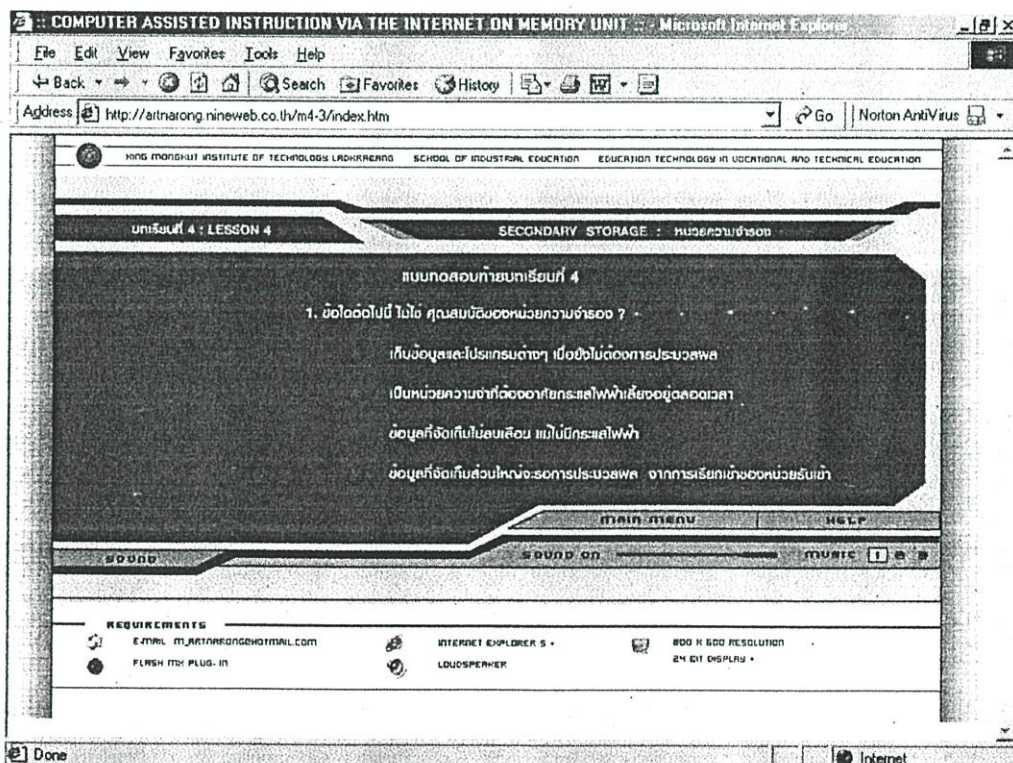 :: COMPUTER ASSISTED INSTRUCTION VIA THE INTERNET ON MEMORY UNIT :: - Microsoft Internet Explorer
File Edit View Favorites Tools Help
Back Search Favorites History
Address http://artnarong.nineweb.co.th/m4-3/index.htm Go Norton AntiVirus
KING MONGKUT INSTITUTE OF TECHNOLOGY LADKRABANG SCHOOL OF INDUSTRIAL EDUCATION EDUCATION TECHNOLOGY IN VOCATIONAL AND TECHNICAL EDUCATION
บทเรียนที่ 4 : LESSON 4 SECONDARY STORAGE : หน่วยความจำรอง
แบบทดสอบท้ายบทเรียนที่ 4
1. ข้อใดต่อไปนี้ ไม่ใช่ คุณสมบัติของหน่วยความจำรอง ?
เก็บข้อมูลและโปรแกรมต่างๆ เมื่อยังไม่ต้องการประมวลผล
เป็นหน่วยความจำที่ต้องอาศัยกระแสไฟฟ้าเลี้ยงอยู่ตลอดเวลา
ข้อมูลที่จัดเก็บไม่ลบเลือน แม้ไม่มีกระแสไฟฟ้า
ข้อมูลที่จัดเก็บส่วนใหญ่จะรอการประมวลผล จากการเรียกเข้าของหน่วยรับเข้า
MAIN MENU HELP
SOUND SOUND ON MUSIC 1 2 3
REQUIREMENTS
E-MAIL M_ARTNARONG@HOTMAIL.COM INTERNET EXPLORER 5 + 800 X 600 RESOLUTION
FLASH MX PLUG-IN LOUDSPEAKER 24 BIT DISPLAY +
Done Internet